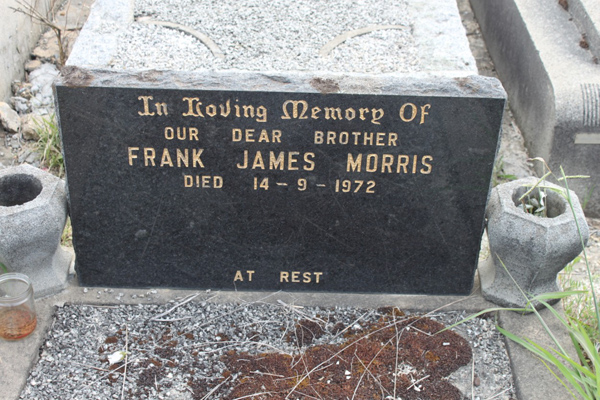 In Loving Memory Of
OUR DEAR BROTHER
FRANK JAMES MORRIS
DIED 14-9-1972
AT REST